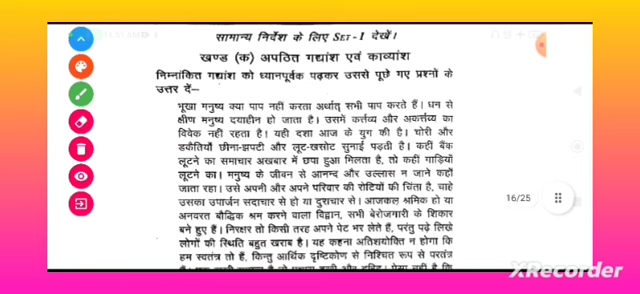 सामान्य निर्देश के लिए SET-I देखें।
खण्ड (क) अपठित गद्यांश एवं काव्यांश
निम्नांकित गद्यांश को ध्यानपूर्वक पढ़कर उससे पूछे गए प्रश्नों के
उत्तर दें—
भूखा मनुष्य क्या पाप नहीं करता अर्थात् सभी पाप करते हैं। धन से
क्षीण मनुष्य दयाहीन हो जाता है। उसमें कर्त्तव्य और अकर्त्तव्य का
विवेक नहीं रहता है। यही दशा आज के युग की है। चोरी और
डकैतियाँ छीना-झपटी और लूट-खसोट सुनाई पड़ती है। कहीं बैंक
लूटने का समाचार अखबार में छपा हुआ मिलता है, तो कहीं गाड़ियाँ
लूटने का। मनुष्य के जीवन से आनन्द और उल्लास न जाने कहाँ
जाता रहा। उसे अपनी और अपने परिवार की रोटियों की चिंता है, चाहे
उसका उपार्जन सदाचार से हो या दुराचार से। आजकल श्रमिक हो या
अनवरत बौद्धिक श्रम करने वाला विद्वान, सभी बेरोजगारी के शिकार
बने हुए हैं। निरक्षर तो किसी तरह अपने पेट भर लेते हैं, परंतु पढ़े लिखे
लोगों की स्थिति बहुत खराब है। यह कहना अतिशयोक्ति न होगा कि
हम स्वतंत्र तो हैं, किन्तु आर्थिक दृष्टिकोण से निश्चित रूप से परतंत्र
16/25
XRecorder